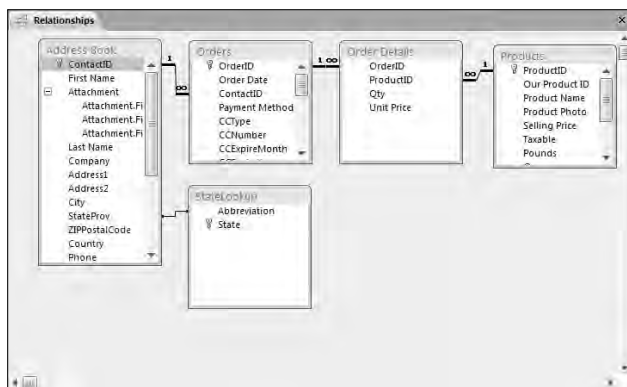 Relationships
Address Book
ContactID
First Name
Attachment
Attachment.Fi
Attachment.Fi
Attachment.Fi
Last Name
Company
Address1
Address2
City
StateProv
ZIPPostalCode
Country
Phone
1
∞
Orders
OrderID
Order Date
ContactID
Payment Method
CCType
CCNumber
CCExpireMonth
1 ∞
Order Details
OrderID
ProductID
Qty
Unit Price
∞
1
Products
ProductID
Our Product ID
Product Name
Product Photo
Selling Price
Taxable
Pounds
StateLookup
Abbreviation
State